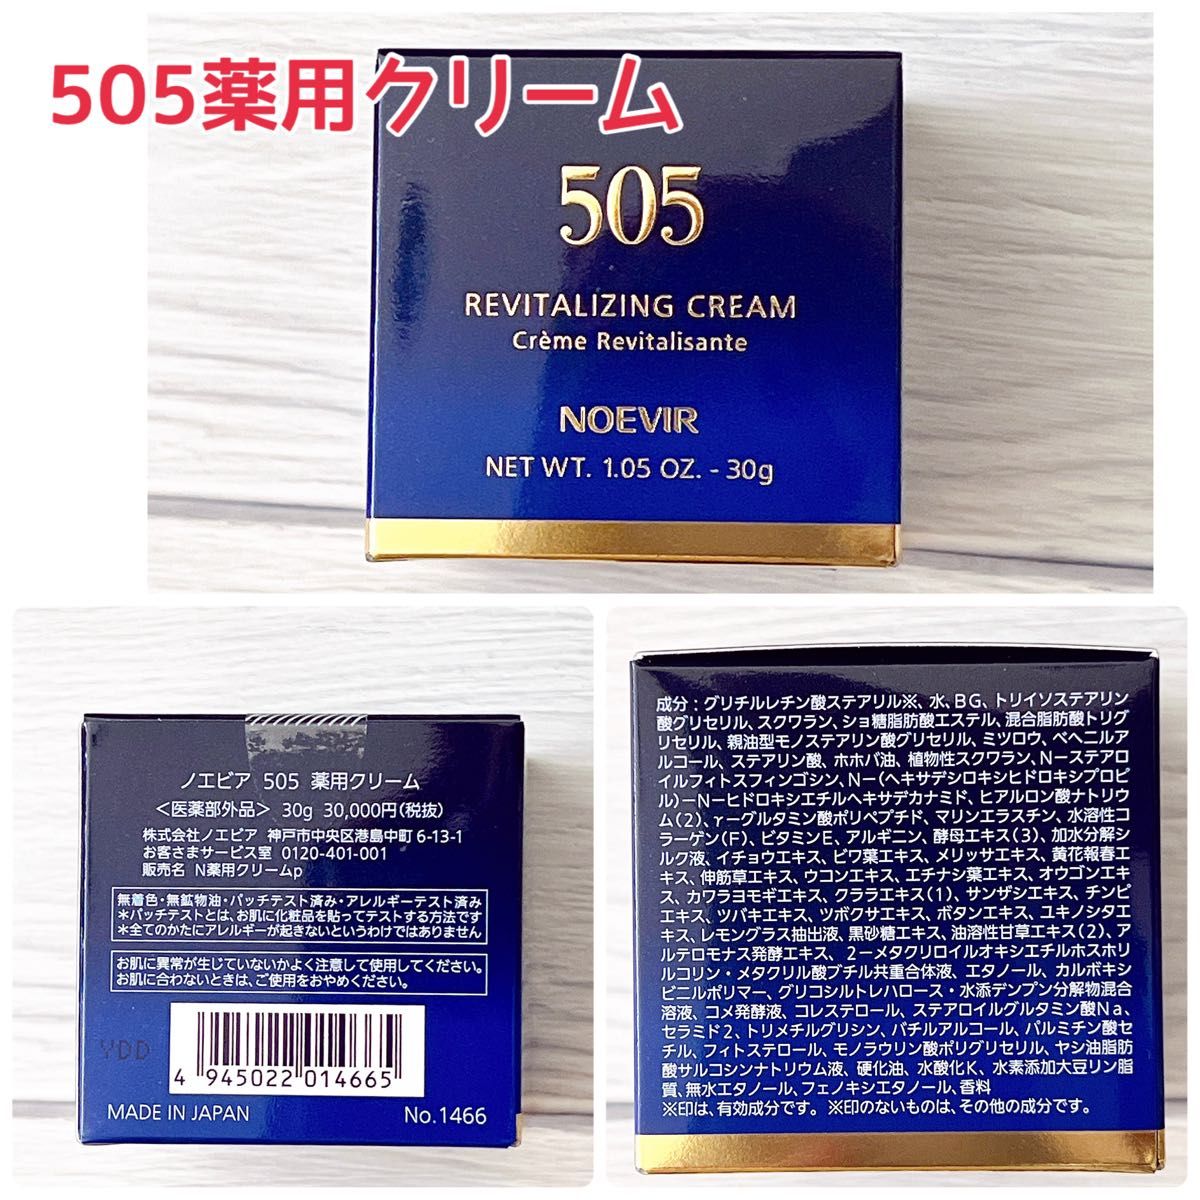 505薬用クリーム
505
REVITALIZING CREAM
Crème Revitalisante
NOEVIR
NET WT. 1.05 OZ. - 30g
ノエビア 505 薬用クリーム
<医薬部外品> 30g 30,000円(税抜)
株式会社ノエビア 神戸市中央区港島中町 6-13-1
お客さまサービス室 0120-401-001
販売名 N薬用クリームp
無着色・無鉱物油・パッチテスト済み・アレルギーテスト済み
*パッチテストとは、お肌に化粧品を貼ってテストする方法です
*全てのかたにアレルギーが起きないというわけではありません
お肌に異常が生じていないかよく注意して使用してください。
お肌に合わないときは、ご使用をおやめください。
YDD
4 945022 014665
MADE IN JAPAN No.1466
成分:グリチルレチン酸ステアリル※、水、BG、トリイソステアリン
酸グリセリル、スクワラン、ショ糖脂肪酸エステル、混合脂肪酸トリグ
リセリル、親油型モノステアリン酸グリセリル、ミツロウ、ベヘニルア
ルコール、ステアリン酸、ホホバ油、植物性スクワラン、N-ステアロ
イルフィトスフィンゴシン、N-(ヘキサデシロキシヒドロキシプロピ
ル)-N-ヒドロキシエチルヘキサデカナミド、ヒアルロン酸ナトリウ
ム(2)、γ-グルタミン酸ポリペプチド、マリンエラスチン、水溶性コ
ラーゲン(F)、ビタミンE、アルギニン、酵母エキス(3)、加水分解シ
ルク液、イチョウエキス、ビワ葉エキス、メリッサエキス、黄花報春エ
キス、伸筋草エキス、ウコンエキス、エチナシ葉エキス、オウゴンエキ
ス、カワラヨモギエキス、クララエキス(1)、サンザシエキス、チンピ
エキス、ツバキエキス、ツボクサエキス、ボタンエキス、ユキノシタエ
キス、レモングラス抽出液、黒砂糖エキス、油溶性甘草エキス(2)、ア
ルテロモナス発酵エキス、2-メタクリロイルオキシエチルホスホ
リルコリン・メタクリル酸ブチル共重合体液、エタノール、カルボキシ
ビニルポリマー、グリコシルトレハロース・水添デンプン分解物混合
溶液、コメ発酵液、コレステロール、ステアロイルグルタミン酸Na、
セラミド2、トリメチルグリシン、バチルアルコール、パルミチン酸セ
チル、フィトステロール、モノラウリン酸ポリグリセリル、ヤシ油脂肪
酸サルコシンナトリウム液、硬化油、水酸化K、水素添加大豆リン脂
質、無水エタノール、フェノキシエタノール、香料
※印は、有効成分です。※印のないものは、その他の成分です。